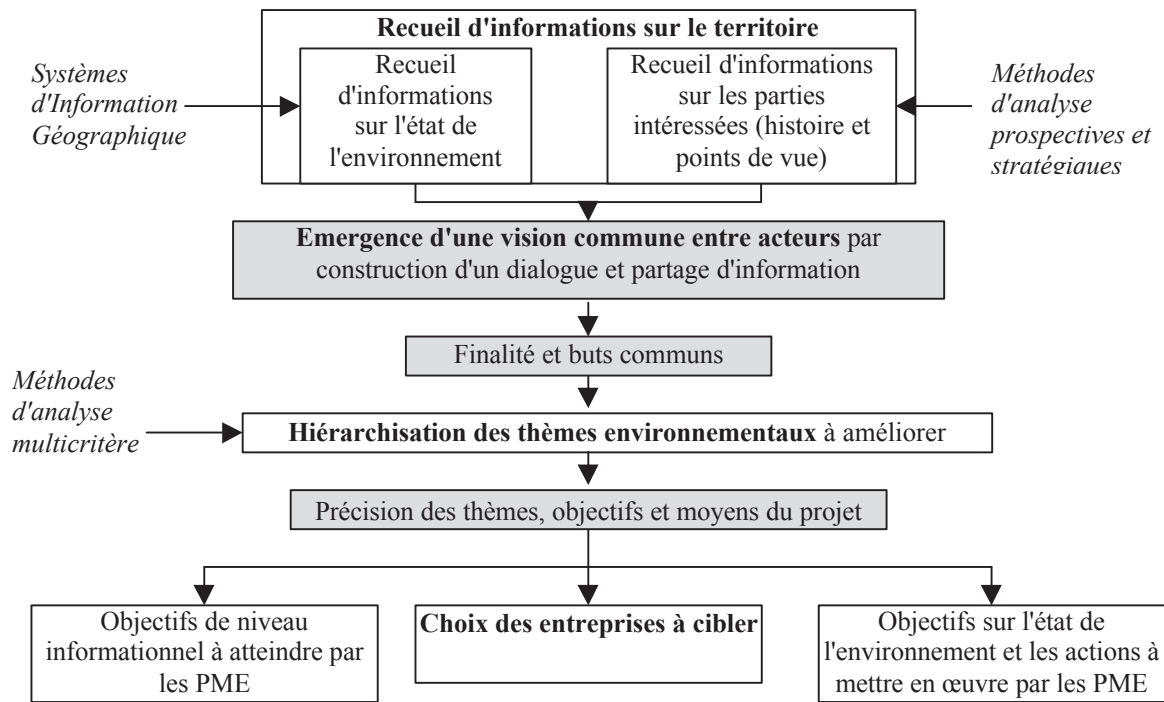 Recueil d'informations sur le territoire
Systèmes
d'Information
Géographique
Recueil
d'informations
sur l'état de
l'environnement
Recueil d'informations
sur les parties
intéressées (histoire et
points de vue)
Méthodes
d'analyse
prospectives et
stratégiques
Emergence d'une vision commune entre acteurs par
construction d'un dialogue et partage d'information
Finalité et buts communs
Méthodes
d'analyse
multicritère
Hiérarchisation des thèmes environnementaux à améliorer
Précision des thèmes, objectifs et moyens du projet
Objectifs de niveau
informationnel à atteindre par
les PME
Choix des entreprises à cibler
Objectifs sur l'état de
l'environnement et les actions à
mettre en œuvre par les PME